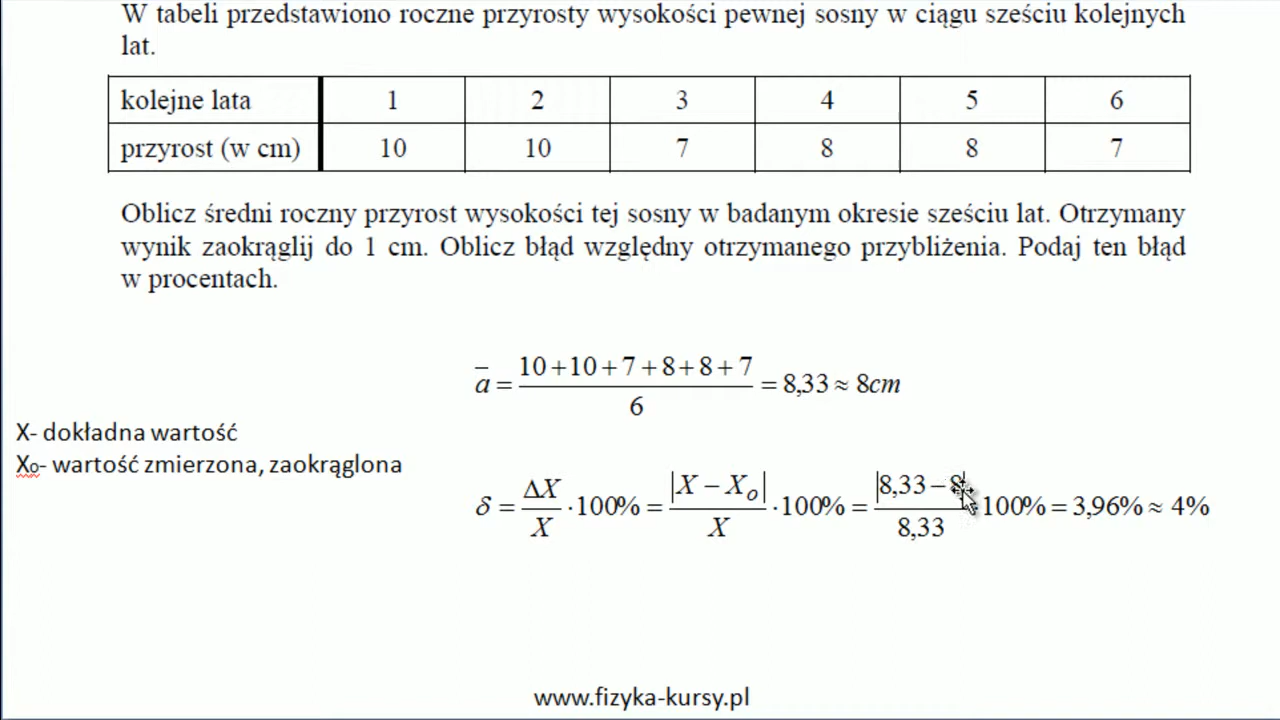 W tabeli przedstawiono roczne przyrosty wysokości pewnej sosny w ciągu sześciu kolejnych
lat.
kolejne lata 1 2 3 4 5 6
przyrost (w cm) 10 10 7 8 8 7
Oblicz średni roczny przyrost wysokości tej sosny w badanym okresie sześciu lat. Otrzymany
wynik zaokrąglij do 1 cm. Oblicz błąd względny otrzymanego przybliżenia. Podaj ten błąd
w procentach.
a̅ = (10+10+7+8+8+7)/6 = 8,33 ≈ 8cm
X- dokładna wartość
Xo- wartość zmierzona, zaokrąglona
δ = ΔX/X ·100% = |X − Xo|/X ·100% = |8,33 − 8|/8,33 ·100% = 3,96% ≈ 4%
www.fizyka-kursy.pl